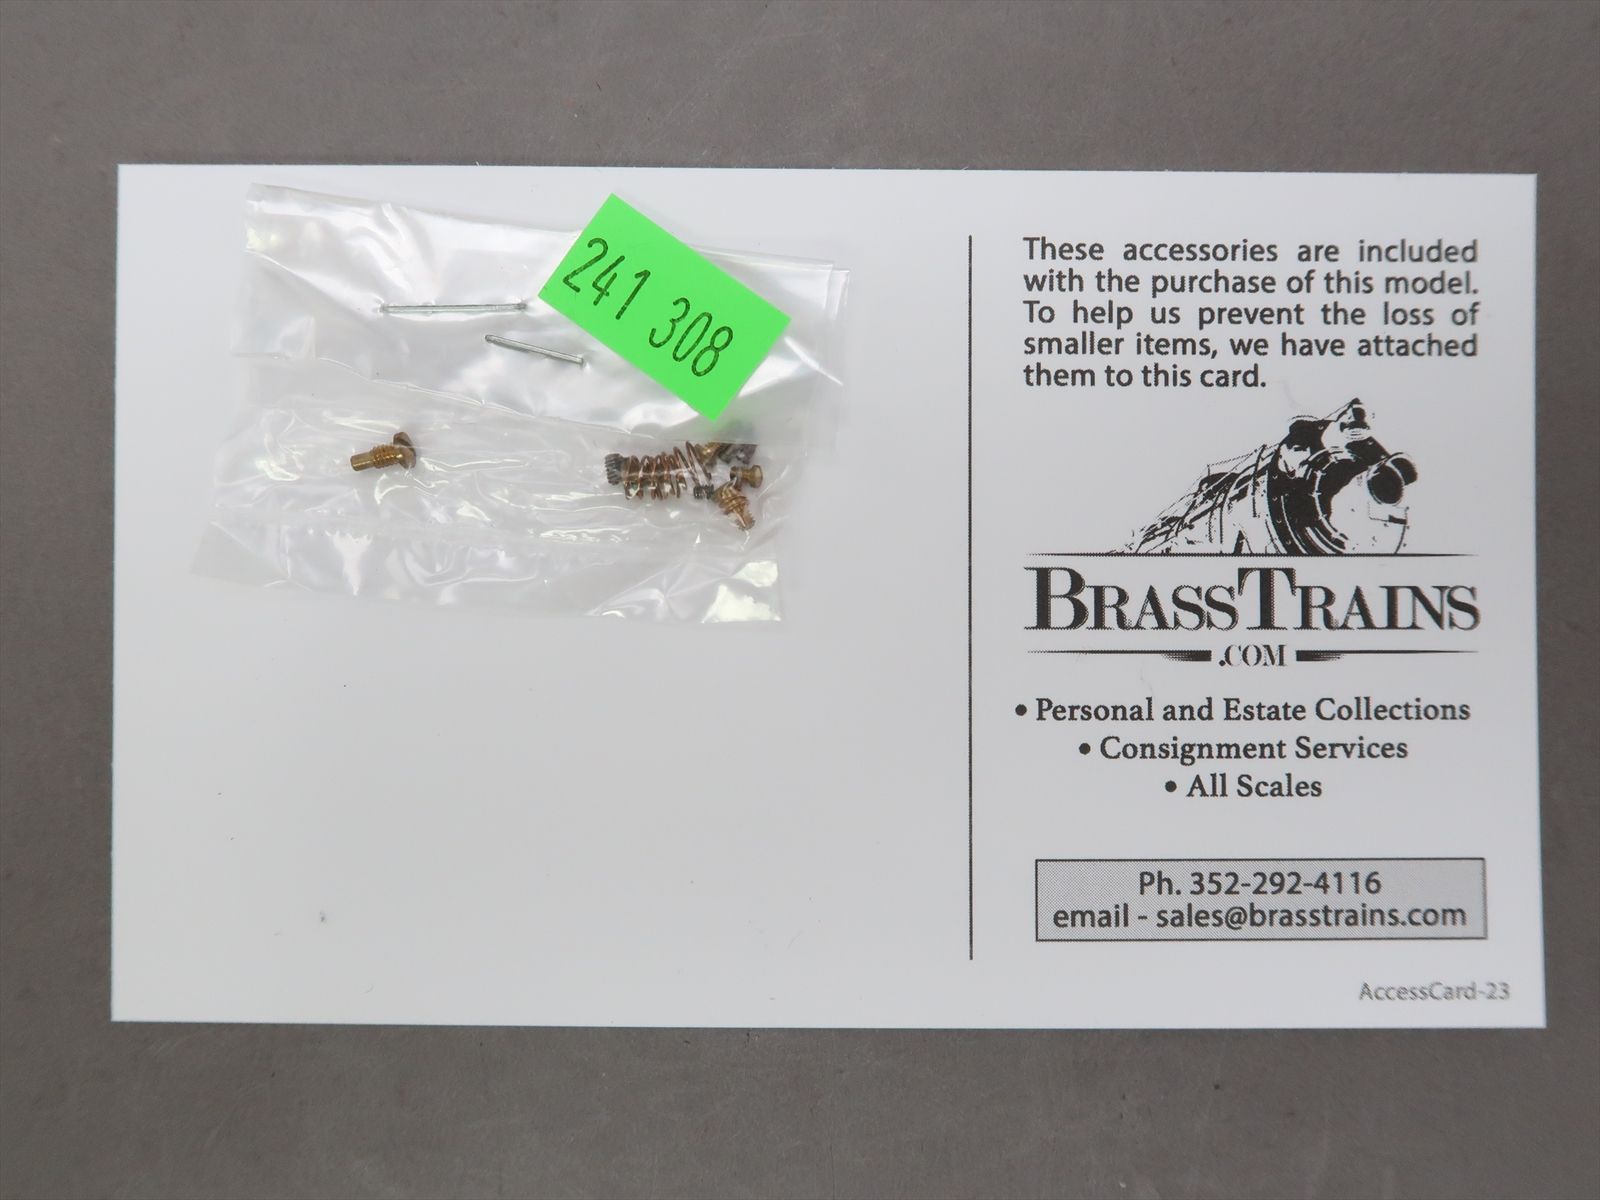 241 308
These accessories are included
with the purchase of this model.
To help us prevent the loss of
smaller items, we have attached
them to this card.
BRASSTRAINS
.COM
• Personal and Estate Collections
• Consignment Services
• All Scales
Ph. 352-292-4116
email - sales@brasstrains.com
AccessCard-23